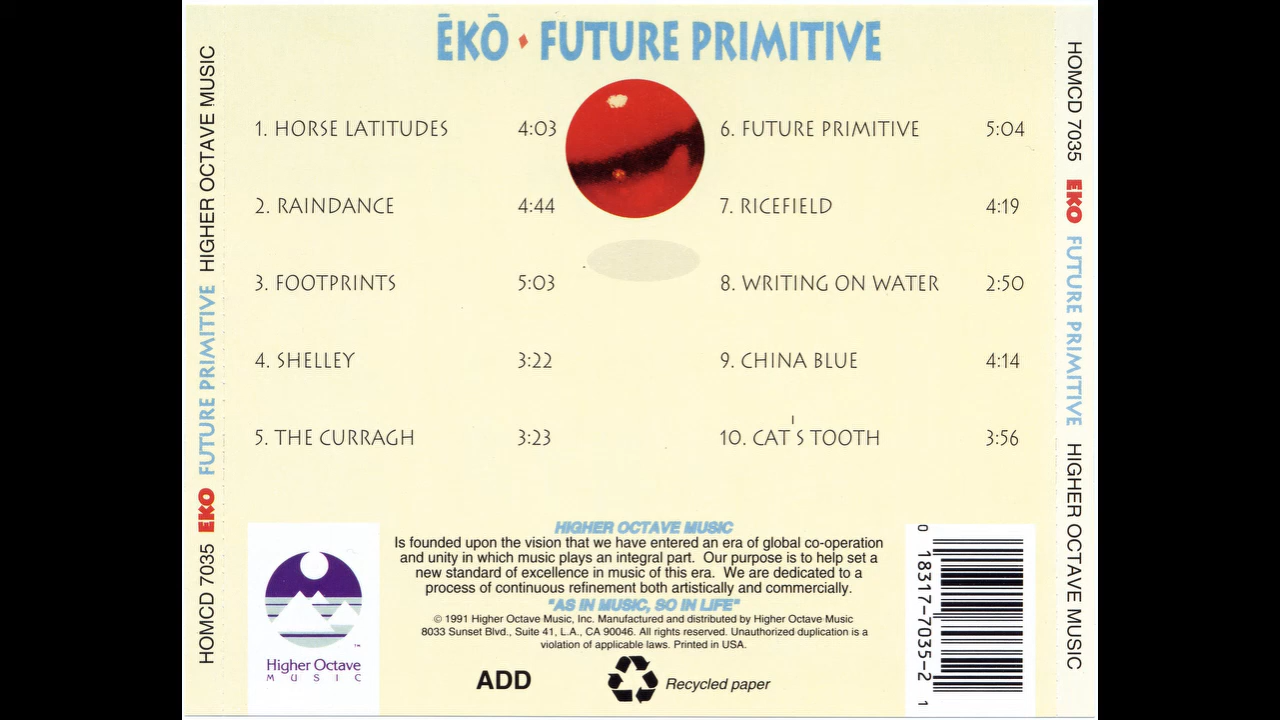 ĒKŌ ♦ FUTURE PRIMITIVE
1. HORSE LATITUDES 4:03
2. RAINDANCE 4:44
3. FOOTPRINTS 5:03
4. SHELLEY 3:22
5. THE CURRAGH 3:23
6. FUTURE PRIMITIVE 5:04
7. RICEFIELD 4:19
8. WRITING ON WATER 2:50
9. CHINA BLUE 4:14
10. CAT'S TOOTH 3:56
HIGHER OCTAVE MUSIC
Is founded upon the vision that we have entered an era of global co-operation
and unity in which music plays an integral part. Our purpose is to help set a
new standard of excellence in music of this era. We are dedicated to a
process of continuous refinement both artistically and commercially.
"AS IN MUSIC, SO IN LIFE"
© 1991 Higher Octave Music, Inc. Manufactured and distributed by Higher Octave Music
8033 Sunset Blvd., Suite 41, L.A., CA 90046. All rights reserved. Unauthorized duplication is a
violation of applicable laws. Printed in USA.
ADD
Recycled paper
Higher Octave
MUSIC
™
0 18317-7035-2 1
HOMCD 7035 EKO FUTURE PRIMITIVE HIGHER OCTAVE MUSIC
HOMCD 7035 EKO FUTURE PRIMITIVE HIGHER OCTAVE MUSIC